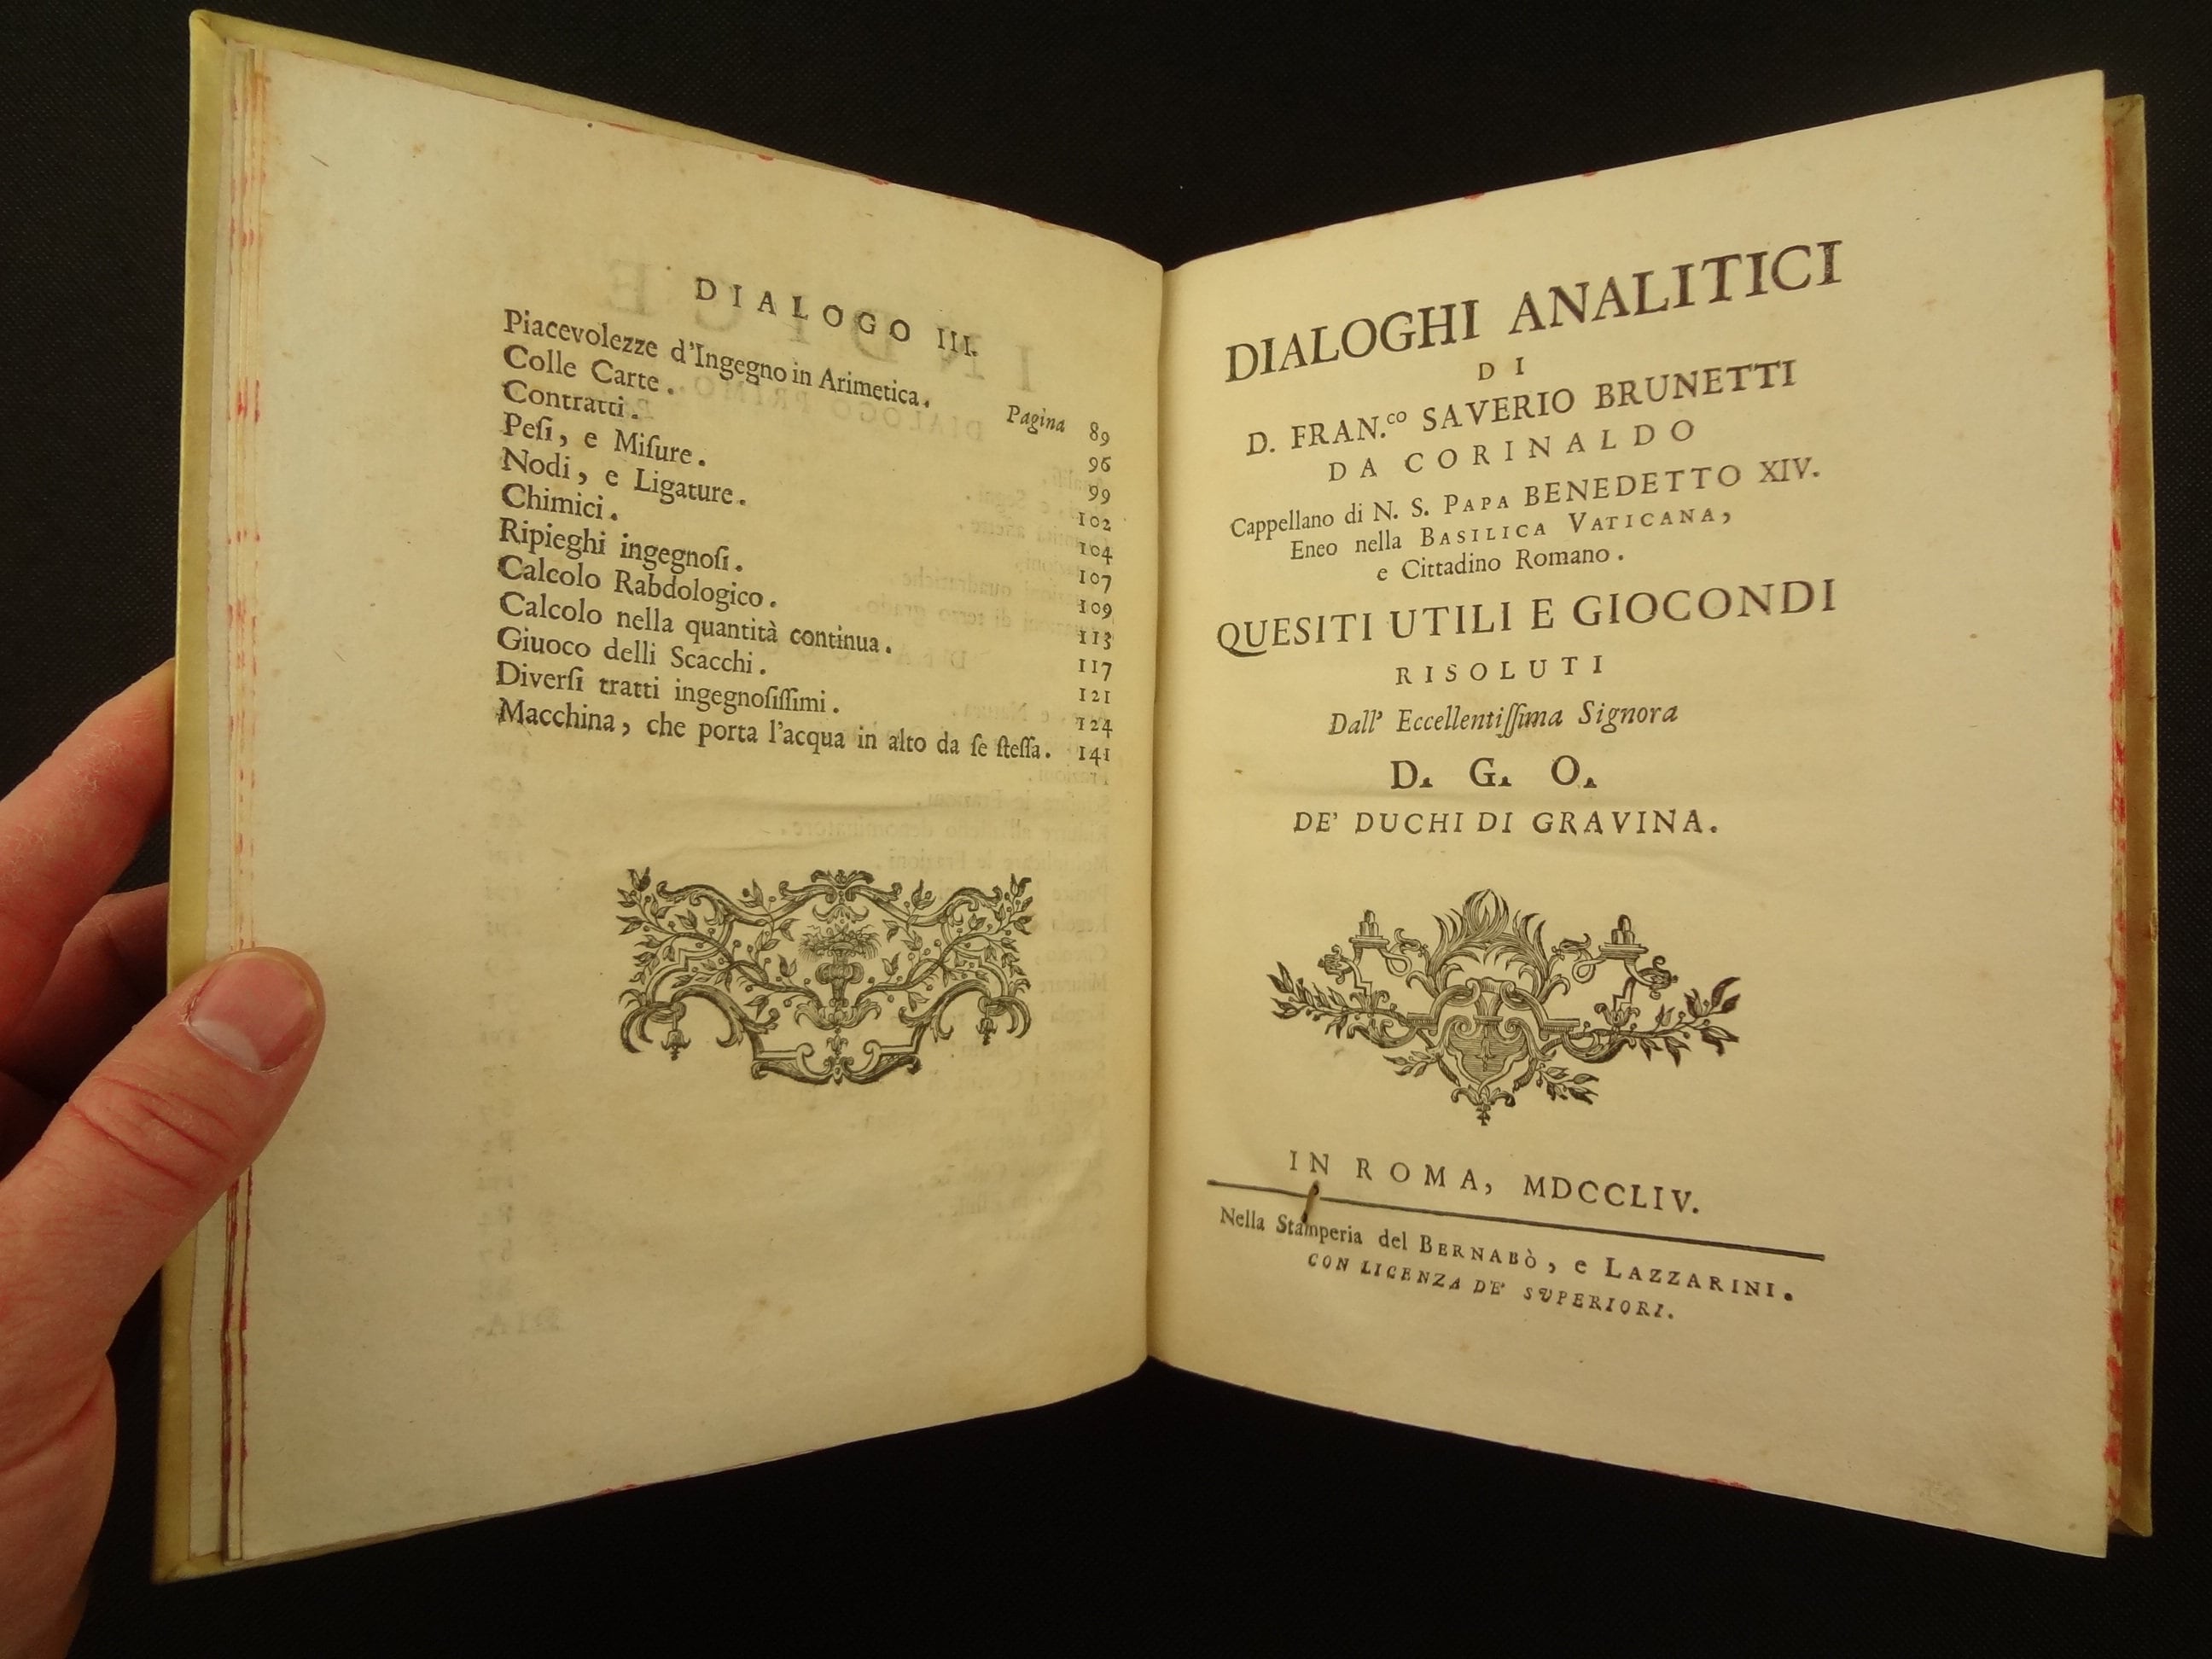 DIALOGO III.
Piacevolezze d'Ingegno in Arimetica. Pagina 89
Colle Carte. 96
Contratti. 99
Peſi, e Miſure. 102
Nodi, e Ligature. 104
Chimici. 107
Ripieghi ingegnoſi. 109
Calcolo Rabdologico. 113
Calcolo nella quantità continua. 117
Giuoco delli Scacchi. 121
Diverſi tratti ingegnoſiſſimi. 124
Macchina, che porta l'acqua in alto da ſe ſteſſa. 141
DIALOGHI ANALITICI
DI
D. FRAN.co SAVERIO BRUNETTI
DA CORINALDO
Cappellano di N. S. PAPA BENEDETTO XIV.
Eneo nella BASILICA VATICANA,
e Cittadino Romano.
QUESITI UTILI E GIOCONDI
RISOLUTI
Dall' Eccellentiſſima Signora
D. G. O.
DE' DUCHI DI GRAVINA.
IN ROMA, MDCCLIV.
Nella Stamperia del BERNABÒ, e LAZZARINI.
CON LICENZA DE' SUPERIORI.